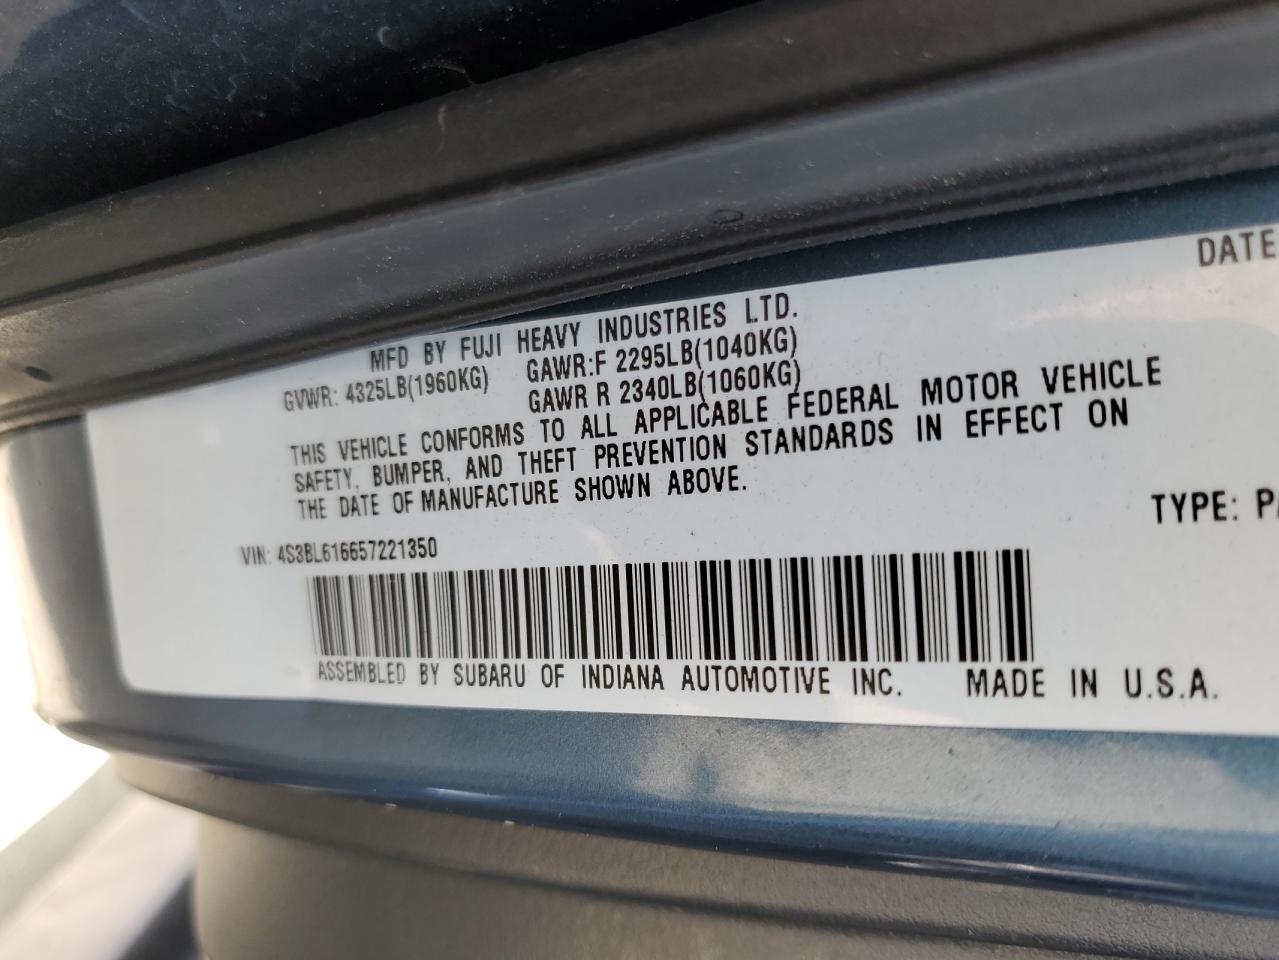 DATE
MFD BY FUJI HEAVY INDUSTRIES LTD.
GVWR: 4325LB(1960KG) GAWR:F 2295LB(1040KG)
GAWR R 2340LB(1060KG)
THIS VEHICLE CONFORMS TO ALL APPLICABLE FEDERAL MOTOR VEHICLE
SAFETY, BUMPER, AND THEFT PREVENTION STANDARDS IN EFFECT ON
THE DATE OF MANUFACTURE SHOWN ABOVE.
VIN: 4S3BL616657221350
TYPE: PA
ASSEMBLED BY SUBARU OF INDIANA AUTOMOTIVE INC. MADE IN U.S.A.